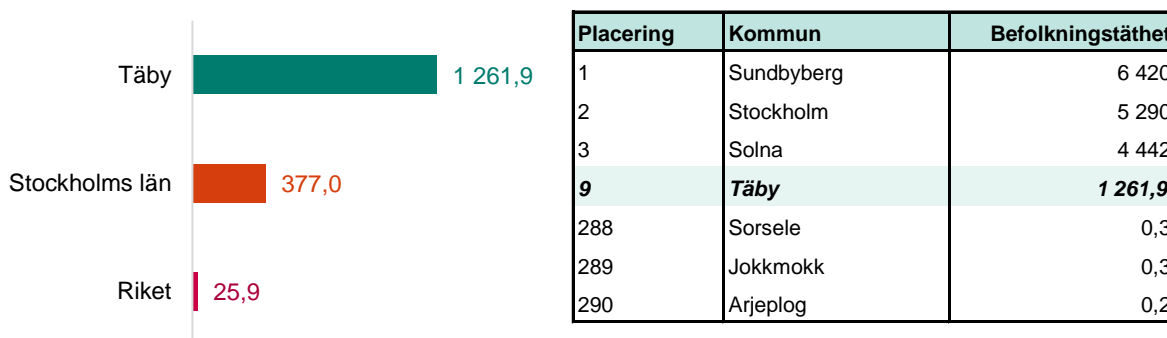 Täby 1 261,9
Stockholms län 377,0
Riket 25,9
Placering Kommun Befolkningstäthet
1 Sundbyberg 6 420
2 Stockholm 5 290
3 Solna 4 442
9 Täby 1 261,9
288 Sorsele 0,3
289 Jokkmokk 0,3
290 Arjeplog 0,2